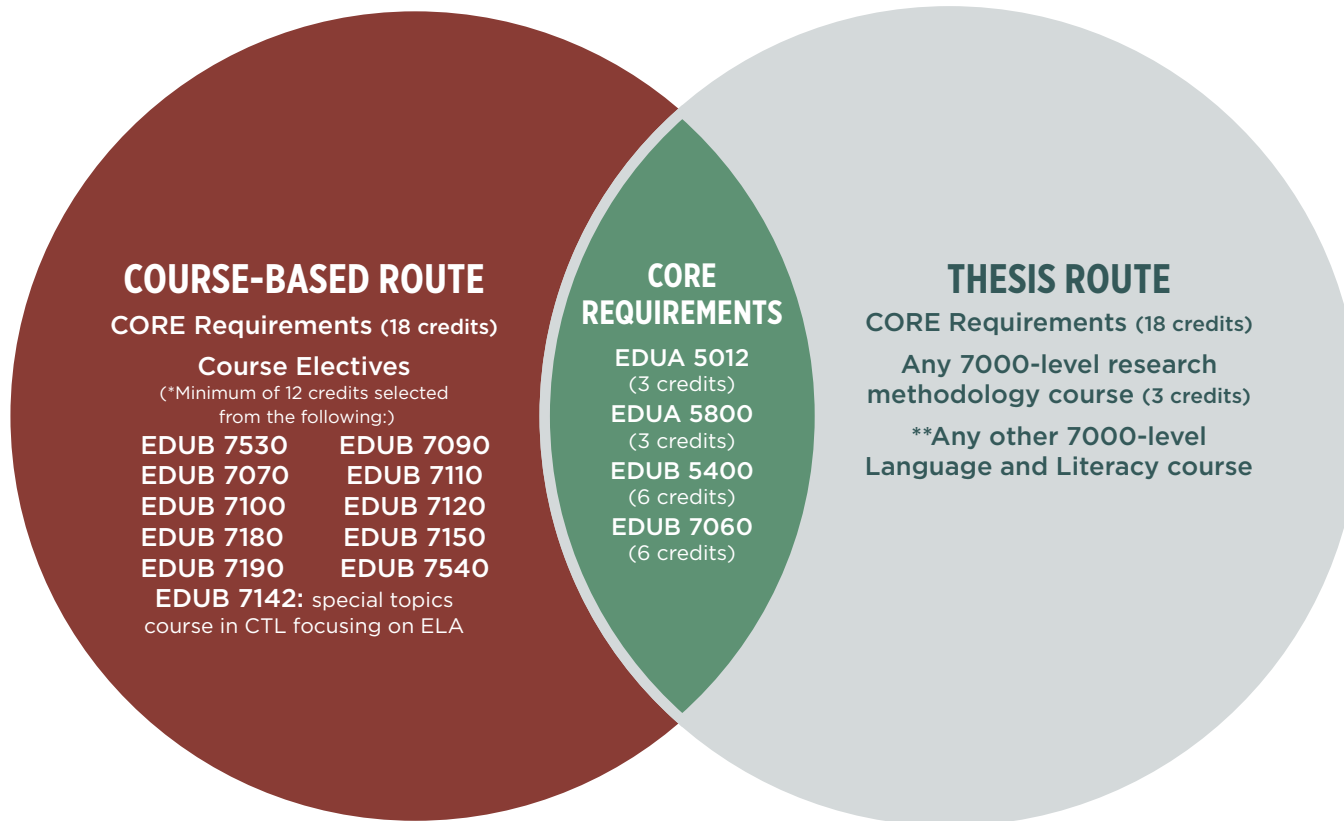 COURSE-BASED ROUTE
CORE Requirements (18 credits)
Course Electives
(*Minimum of 12 credits selected
from the following:)
EDUB 7530 EDUB 7090
EDUB 7070 EDUB 7110
EDUB 7100 EDUB 7120
EDUB 7180 EDUB 7150
EDUB 7190 EDUB 7540
EDUB 7142: special topics
course in CTL focusing on ELA
CORE
REQUIREMENTS
EDUA 5012
(3 credits)
EDUA 5800
(3 credits)
EDUB 5400
(6 credits)
EDUB 7060
(6 credits)
THESIS ROUTE
CORE Requirements (18 credits)
Any 7000-level research
methodology course (3 credits)
**Any other 7000-level
Language and Literacy course